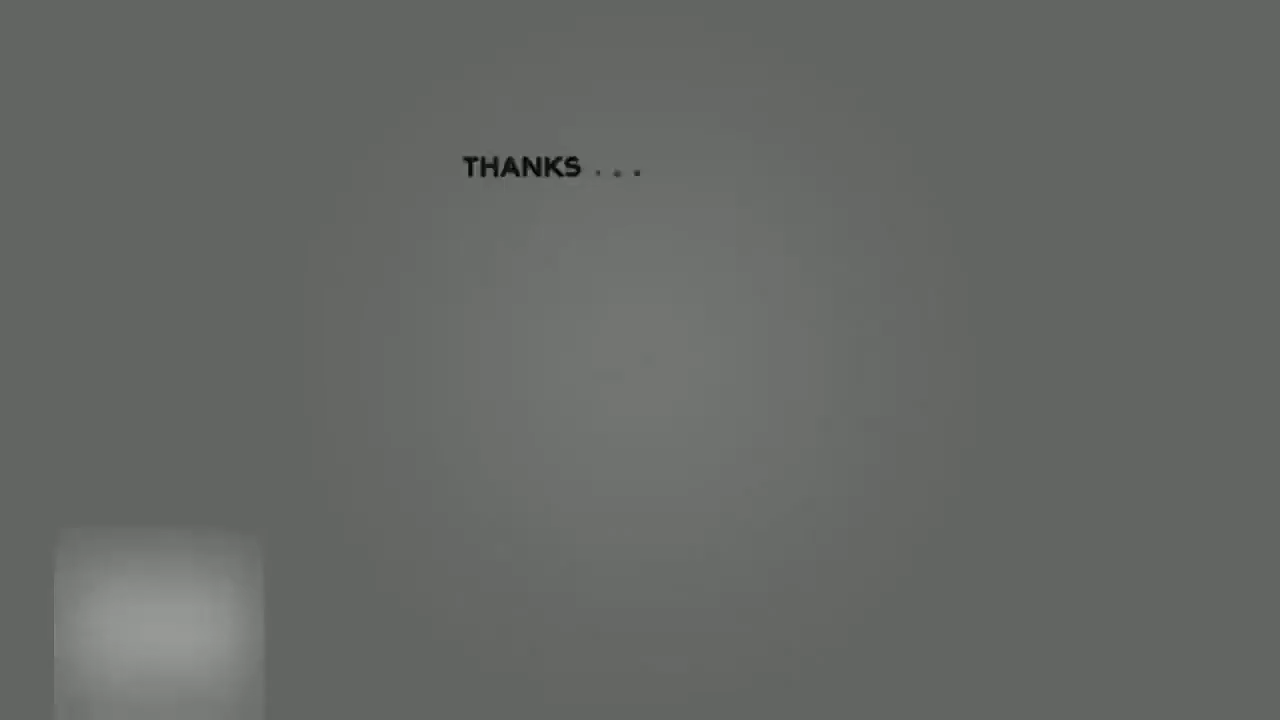 THANKS . . .